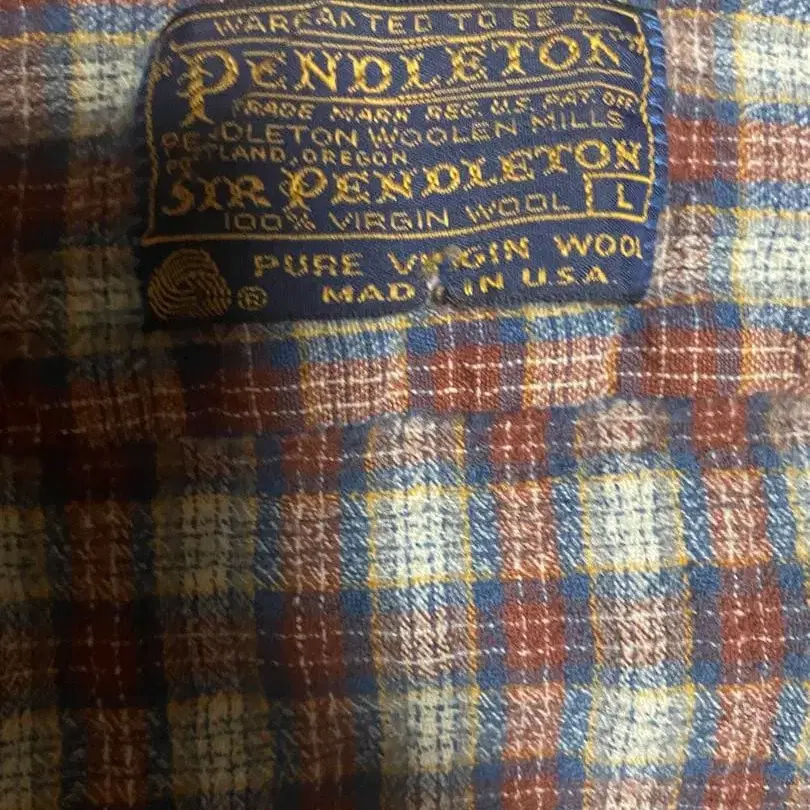 WARRANTED TO BE A
PENDLETON
TRADE MARK REG. U.S. PAT. OFF.
PENDLETON WOOLEN MILLS
PORTLAND, OREGON
SIR PENDLETON
100% VIRGIN WOOL L
PURE VIRGIN WOOL
® MADE IN U.S.A.